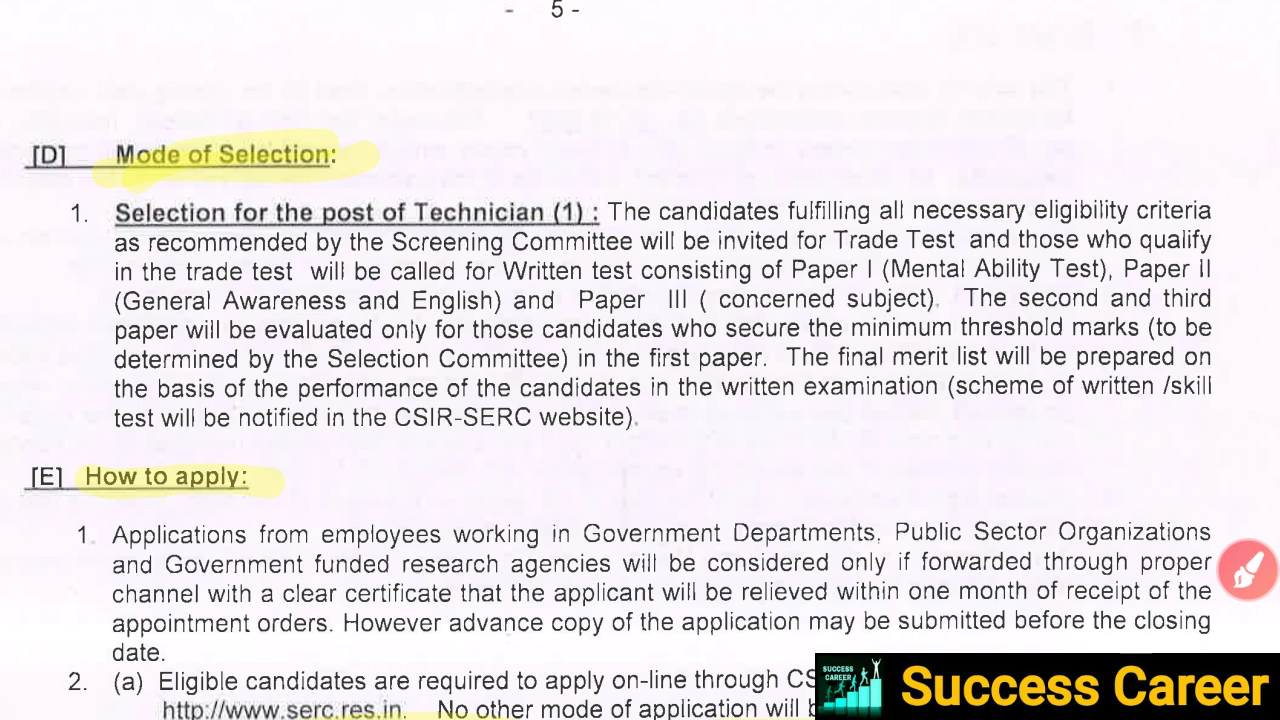 - 5 -
[D] Mode of Selection:
1. Selection for the post of Technician (1) : The candidates fulfilling all necessary eligibility criteria
as recommended by the Screening Committee will be invited for Trade Test and those who qualify
in the trade test will be called for Written test consisting of Paper I (Mental Ability Test), Paper II
(General Awareness and English) and Paper III ( concerned subject). The second and third
paper will be evaluated only for those candidates who secure the minimum threshold marks (to be
determined by the Selection Committee) in the first paper. The final merit list will be prepared on
the basis of the performance of the candidates in the written examination (scheme of written /skill
test will be notified in the CSIR-SERC website).
[E] How to apply:
1. Applications from employees working in Government Departments, Public Sector Organizations
and Government funded research agencies will be considered only if forwarded through proper
channel with a clear certificate that the applicant will be relieved within one month of receipt of the
appointment orders. However advance copy of the application may be submitted before the closing
date.
2. (a) Eligible candidates are required to apply on-line through
http://www.serc.res.in. No other mode of application will
SUCCESS
CAREER
Success Career